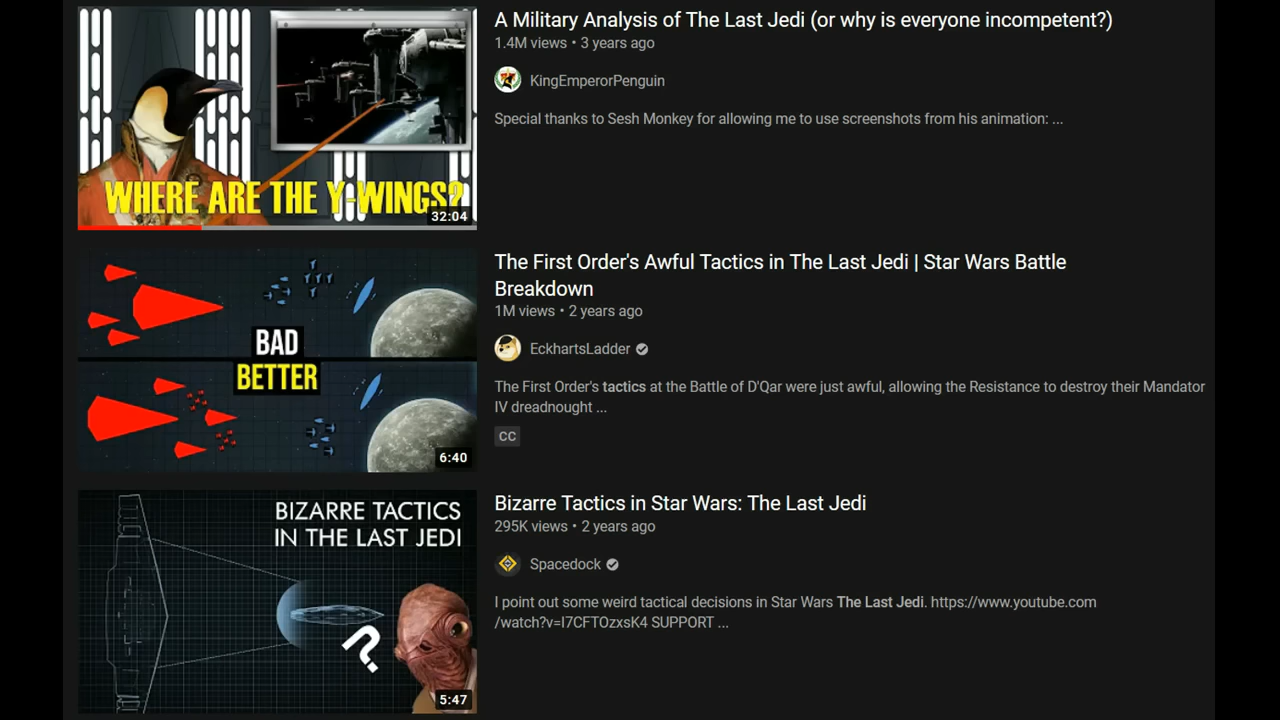 A Military Analysis of The Last Jedi (or why is everyone incompetent?)
1.4M views • 3 years ago
KingEmperorPenguin
Special thanks to Sesh Monkey for allowing me to use screenshots from his animation: ...
WHERE ARE THE Y-WINGS?
32:04
The First Order's Awful Tactics in The Last Jedi | Star Wars Battle
Breakdown
1M views • 2 years ago
EckhartsLadder
The First Order's tactics at the Battle of D'Qar were just awful, allowing the Resistance to destroy their Mandator
IV dreadnought ...
CC
BAD
BETTER
6:40
Bizarre Tactics in Star Wars: The Last Jedi
295K views • 2 years ago
Spacedock
I point out some weird tactical decisions in Star Wars The Last Jedi. https://www.youtube.com
/watch?v=I7CFTOzxsK4 SUPPORT ...
BIZARRE TACTICS
IN THE LAST JEDI
?
5:47